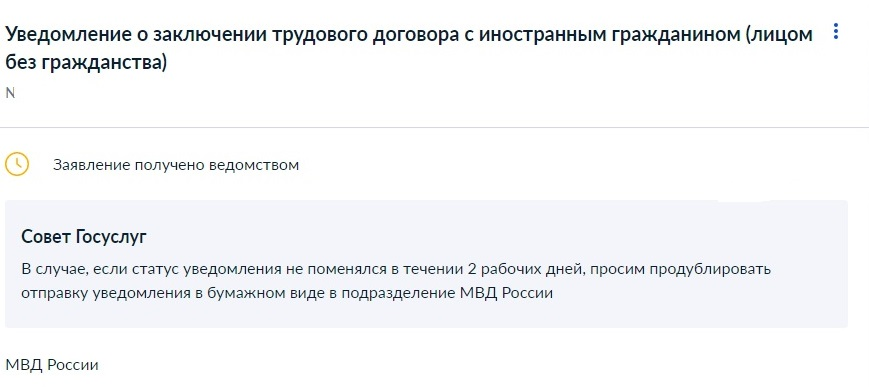 Уведомление о заключении трудового договора с иностранным гражданином (лицом
без гражданства)
N
Заявление получено ведомством
Совет Госуслуг
В случае, если статус уведомления не поменялся в течении 2 рабочих дней, просим продублировать
отправку уведомления в бумажном виде в подразделение МВД России
МВД России